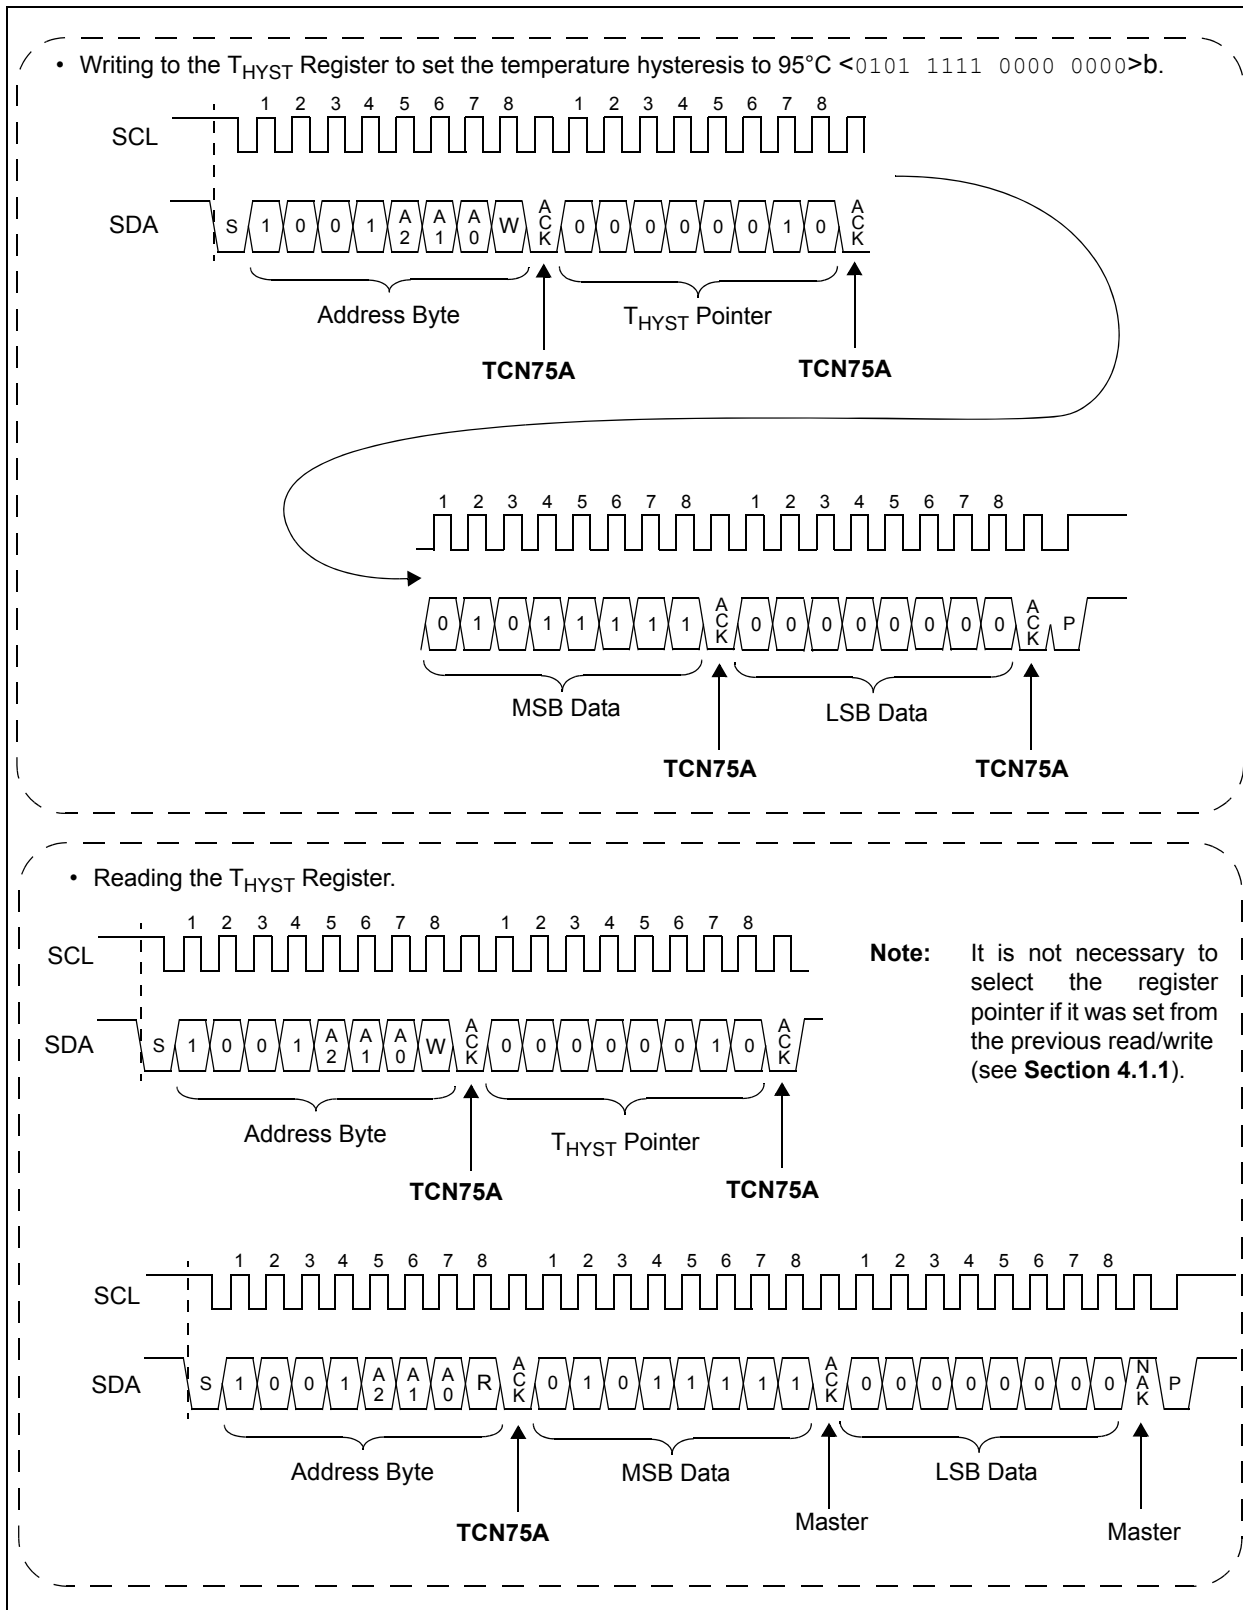 • Writing to the THYST Register to set the temperature hysteresis to 95°C <0101 1111 0000 0000>b.
1 2 3 4 5 6 7 8 1 2 3 4 5 6 7 8
SCL
SDA S 1 0 0 1 A2 A1 A0 W ACK 0 0 0 0 0 0 1 0 ACK
Address Byte THYST Pointer
TCN75A TCN75A
1 2 3 4 5 6 7 8 1 2 3 4 5 6 7 8
0 1 0 1 1 1 1 1 ACK 0 0 0 0 0 0 0 0 ACK P
MSB Data LSB Data
TCN75A TCN75A
• Reading the THYST Register.
1 2 3 4 5 6 7 8 1 2 3 4 5 6 7 8
SCL
SDA S 1 0 0 1 A2 A1 A0 W ACK 0 0 0 0 0 0 1 0 ACK
Address Byte THYST Pointer
TCN75A TCN75A
Note: It is not necessary to
select the register
pointer if it was set from
the previous read/write
(see Section 4.1.1).
1 2 3 4 5 6 7 8 1 2 3 4 5 6 7 8 1 2 3 4 5 6 7 8
SCL
SDA S 1 0 0 1 A2 A1 A0 R ACK 0 1 0 1 1 1 1 1 ACK 0 0 0 0 0 0 0 0 NAK P
Address Byte MSB Data LSB Data
TCN75A Master Master